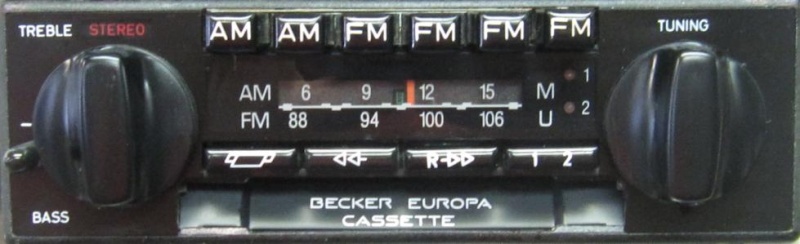 TREBLE STEREO
AM AM FM FM FM FM
TUNING
AM 6 9 12 15 M
FM 88 94 100 106 U
1
2
R
1 2
BECKER EUROPA
CASSETTE
BASS